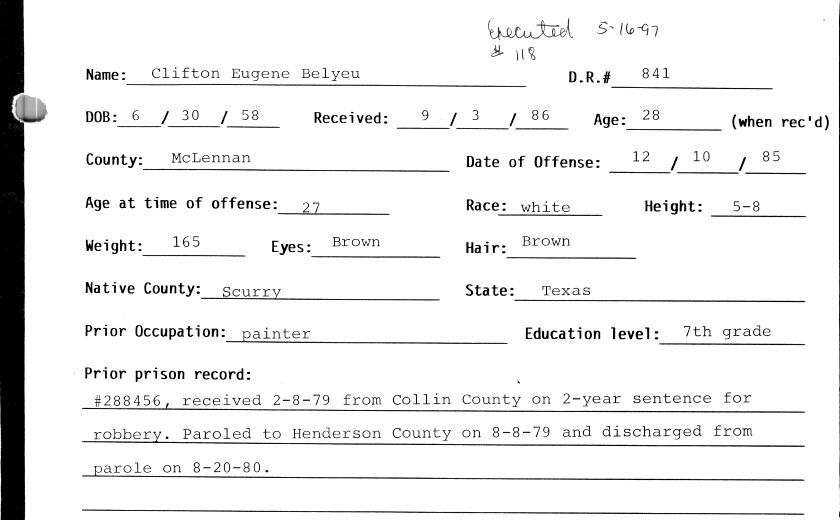 Executed 5-16-97
# 118
Name: Clifton Eugene Belyeu D.R.# 841
DOB: 6 / 30 / 58 Received: 9 / 3 / 86 Age: 28 (when rec'd)
County: McLennan Date of Offense: 12 / 10 / 85
Age at time of offense: 27 Race: white Height: 5-8
Weight: 165 Eyes: Brown Hair: Brown
Native County: Scurry State: Texas
Prior Occupation: painter Education level: 7th grade
Prior prison record:
#288456, received 2-8-79 from Collin County on 2-year sentence for
robbery. Paroled to Henderson County on 8-8-79 and discharged from
parole on 8-20-80.